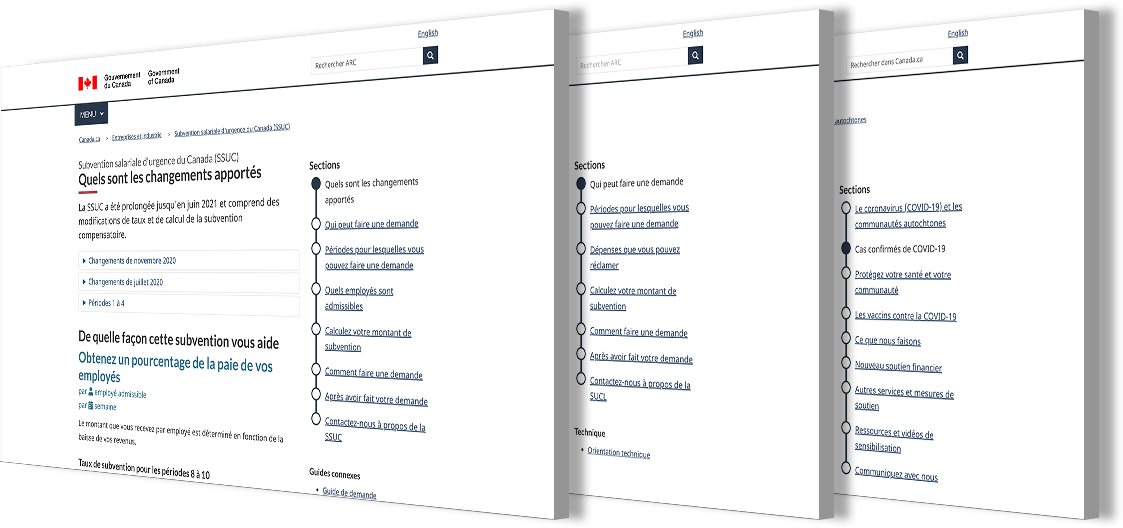 English
Gouvernement
du Canada
Government
of Canada
Rechercher ARC
MENU
Canada.ca > Entreprises et industrie > Subvention salariale d'urgence du Canada (SSUC)
Subvention salariale d'urgence du Canada (SSUC)
Quels sont les changements apportés
La SSUC a été prolongée jusqu'en juin 2021 et comprend des
modifications de taux et de calcul de la subvention
compensatoire.
Changements de novembre 2020
Changements de juillet 2020
Périodes 1 à 4
De quelle façon cette subvention vous aide
Obtenez un pourcentage de la paie de vos
employés
par employé admissible
par semaine
Le montant que vous recevez par employé est déterminé en fonction de la
baisse de vos revenus.
Taux de subvention pour les périodes 8 à 10
Sections
Quels sont les changements
apportés
Qui peut faire une demande
Périodes pour lesquelles vous
pouvez faire une demande
Quels employés sont
admissibles
Calculez votre montant de
subvention
Comment faire une demande
Après avoir fait votre demande
Contactez-nous à propos de la
SSUC
Guides connexes
Guide de demande
English
Rechercher ARC
Sections
Qui peut faire une demande
Périodes pour lesquelles vous
pouvez faire une demande
Dépenses que vous pouvez
réclamer
Calculez votre montant de
subvention
Comment faire une demande
Après avoir fait votre demande
Contactez-nous à propos de la
SUCL
Technique
Orientation technique
English
Rechercher dans Canada.ca
autochtones
Sections
Le coronavirus (COVID-19) et les
communautés autochtones
Cas confirmés de COVID-19
Protégez votre santé et votre
communauté
Les vaccins contre la COVID-19
Ce que nous faisons
Nouveau soutien financier
Autres services et mesures de
soutien
Ressources et vidéos de
sensibilisation
Communiquez avec nous